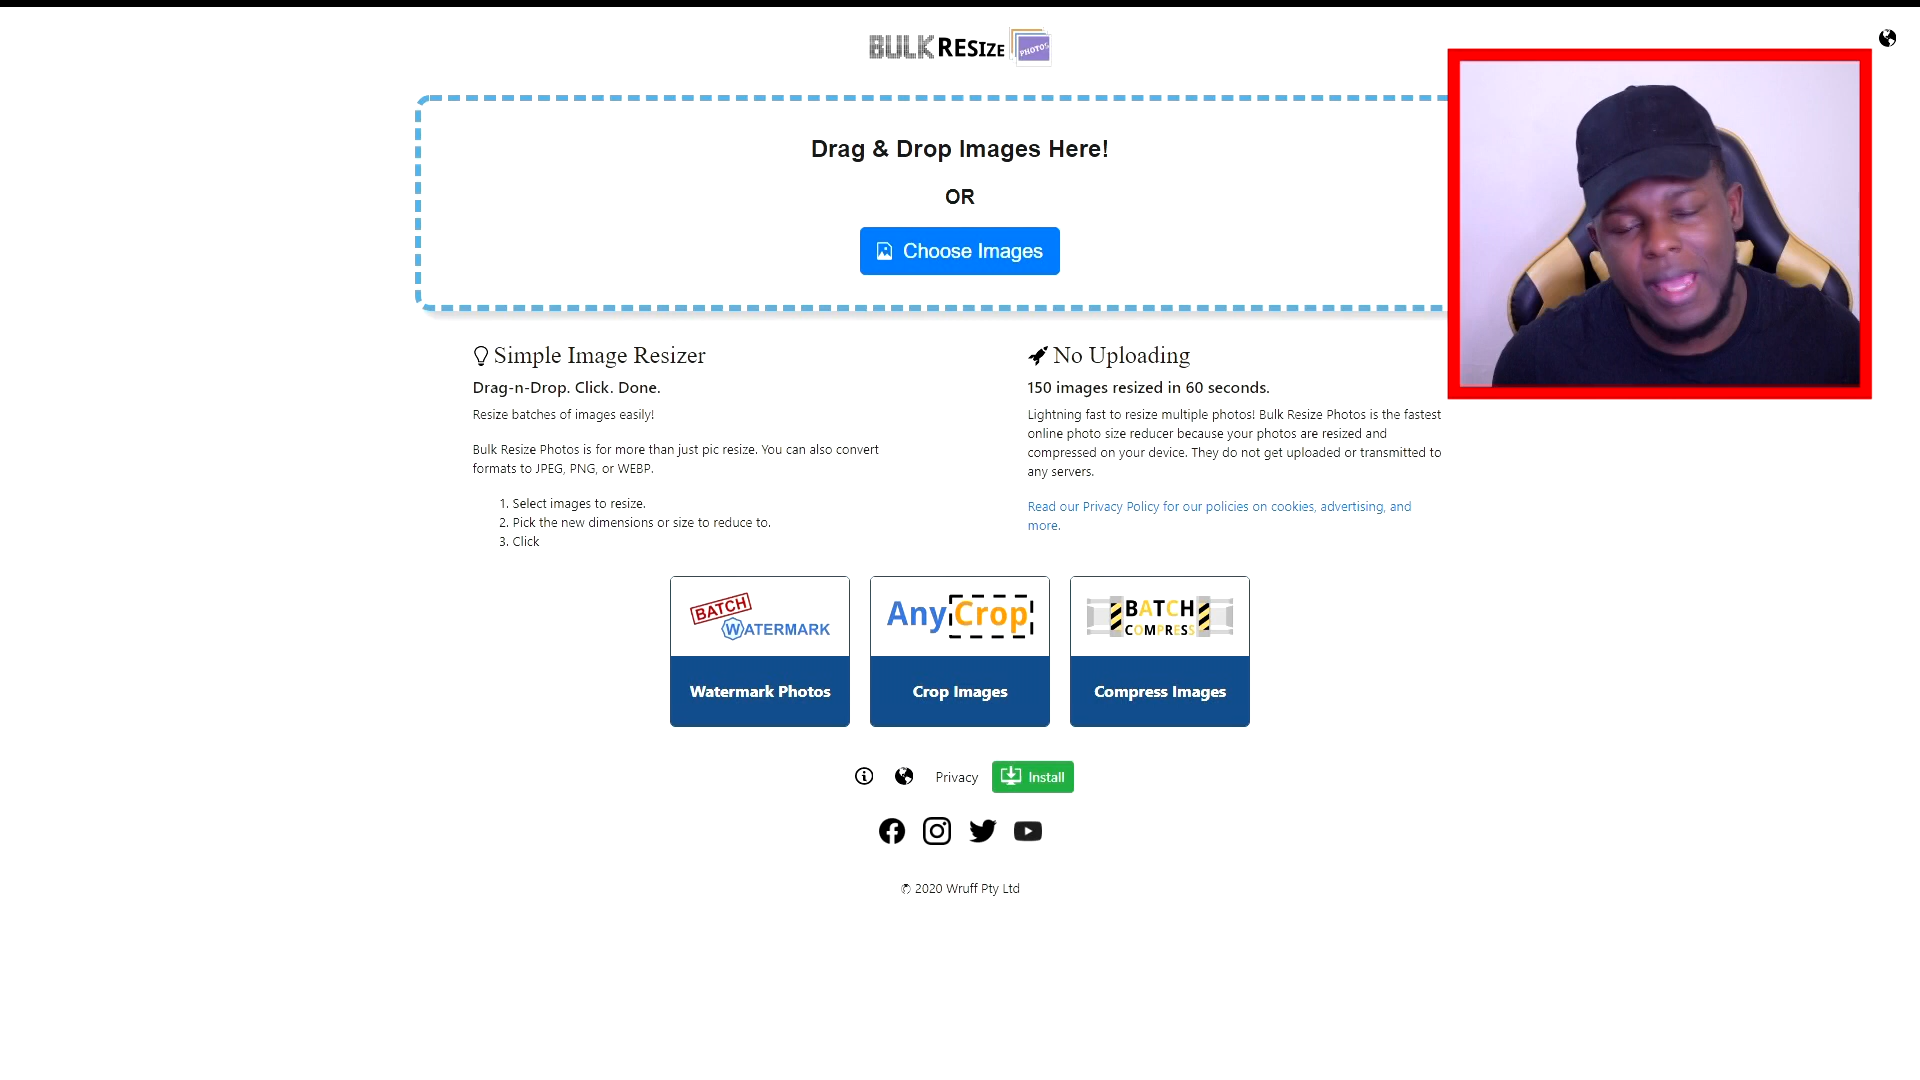 BULK RESIZE PHOTOS
Drag & Drop Images Here!
OR
Choose Images
Simple Image Resizer
Drag-n-Drop. Click. Done.
Resize batches of images easily!
Bulk Resize Photos is for more than just pic resize. You can also convert
formats to JPEG, PNG, or WEBP.
1. Select images to resize.
2. Pick the new dimensions or size to reduce to.
3. Click
No Uploading
150 images resized in 60 seconds.
Lightning fast to resize multiple photos! Bulk Resize Photos is the fastest
online photo size reducer because your photos are resized and
compressed on your device. They do not get uploaded or transmitted to
any servers.
Read our Privacy Policy for our policies on cookies, advertising, and
more.
BATCH
WATERMARK
Watermark Photos
AnyCrop
Crop Images
BATCH
COMPRESS
Compress Images
Privacy
Install
© 2020 Wruff Pty Ltd